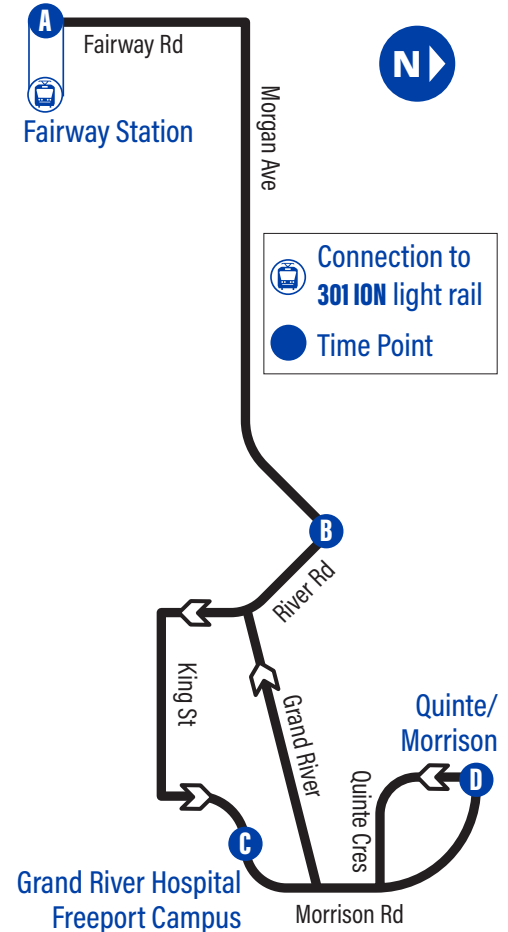 A
Fairway Rd
N
Fairway Station
Morgan Ave
Connection to
301 ION light rail
Time Point
B
River Rd
King St
Grand River
Quinte/
Morrison
D
Quinte Cres
C
Grand River Hospital
Freeport Campus
Morrison Rd